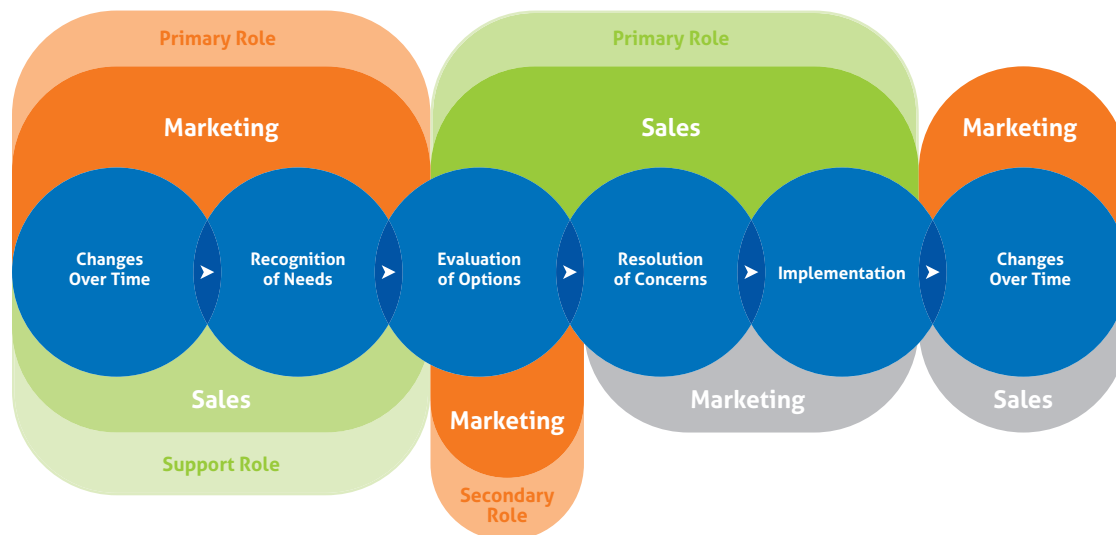 Primary Role
Primary Role
Marketing
Sales
Marketing
Changes
Over Time
Recognition
of Needs
Evaluation
of Options
Resolution
of Concerns
Implementation
Changes
Over Time
Sales
Marketing
Marketing
Sales
Support Role
Secondary
Role